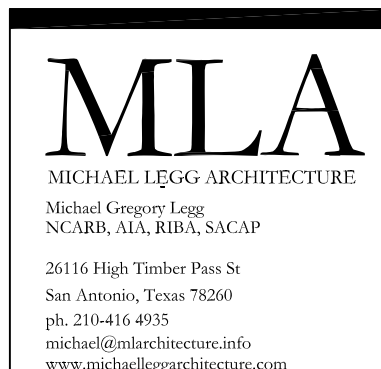 MLA
MICHAEL LEGG ARCHITECTURE
Michael Gregory Legg
NCARB, AIA, RIBA, SACAP
26116 High Timber Pass St
San Antonio, Texas 78260
ph. 210-416 4935
michael@mlarchitecture.info
www.michaelleggarchitecture.com